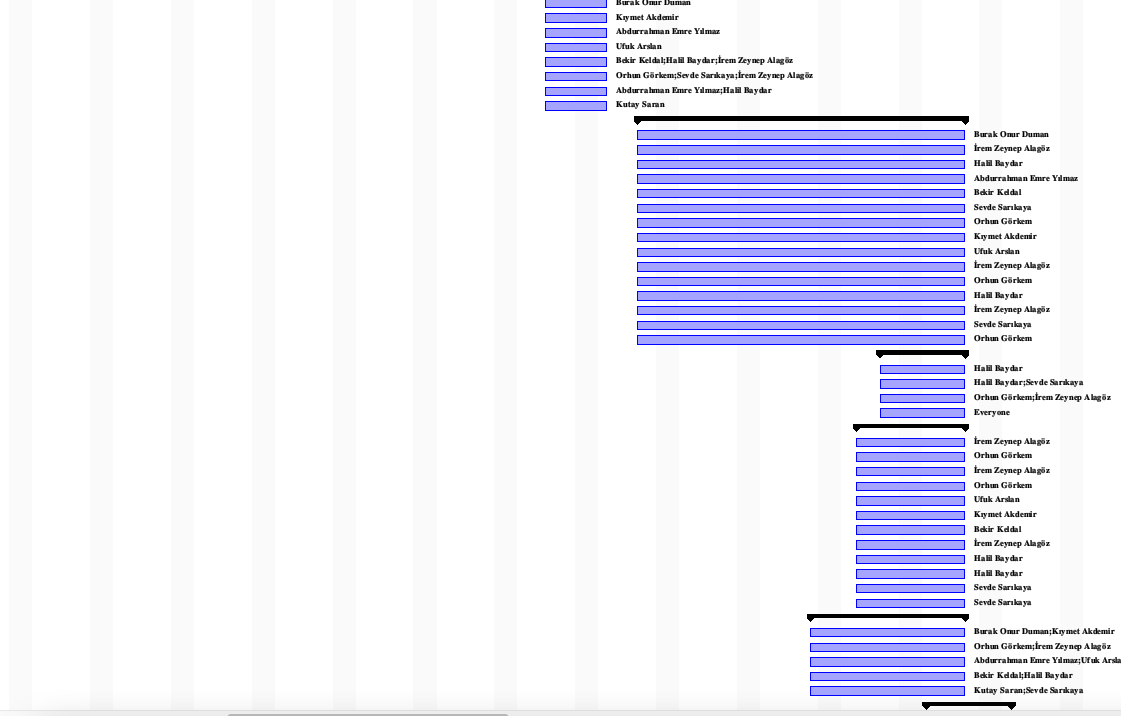 Burak Onur Duman
Kıymet Akdemir
Abdurrahman Emre Yılmaz
Ufuk Arslan
Bekir Keldal;Halil Baydar;İrem Zeynep Alagöz
Orhun Görkem;Sevde Sarıkaya;İrem Zeynep Alagöz
Abdurrahman Emre Yılmaz;Halil Baydar
Kutay Saran
Burak Onur Duman
İrem Zeynep Alagöz
Halil Baydar
Abdurrahman Emre Yılmaz
Bekir Keldal
Sevde Sarıkaya
Orhun Görkem
Kıymet Akdemir
Ufuk Arslan
İrem Zeynep Alagöz
Orhun Görkem
Halil Baydar
İrem Zeynep Alagöz
Sevde Sarıkaya
Orhun Görkem
Halil Baydar
Halil Baydar;Sevde Sarıkaya
Orhun Görkem;İrem Zeynep Alagöz
Everyone
İrem Zeynep Alagöz
Orhun Görkem
İrem Zeynep Alagöz
Orhun Görkem
Ufuk Arslan
Kıymet Akdemir
Bekir Keldal
İrem Zeynep Alagöz
Halil Baydar
Halil Baydar
Sevde Sarıkaya
Sevde Sarıkaya
Burak Onur Duman;Kıymet Akdemir
Orhun Görkem;İrem Zeynep Alagöz
Abdurrahman Emre Yılmaz;Ufuk Arsla
Bekir Keldal;Halil Baydar
Kutay Saran;Sevde Sarıkaya